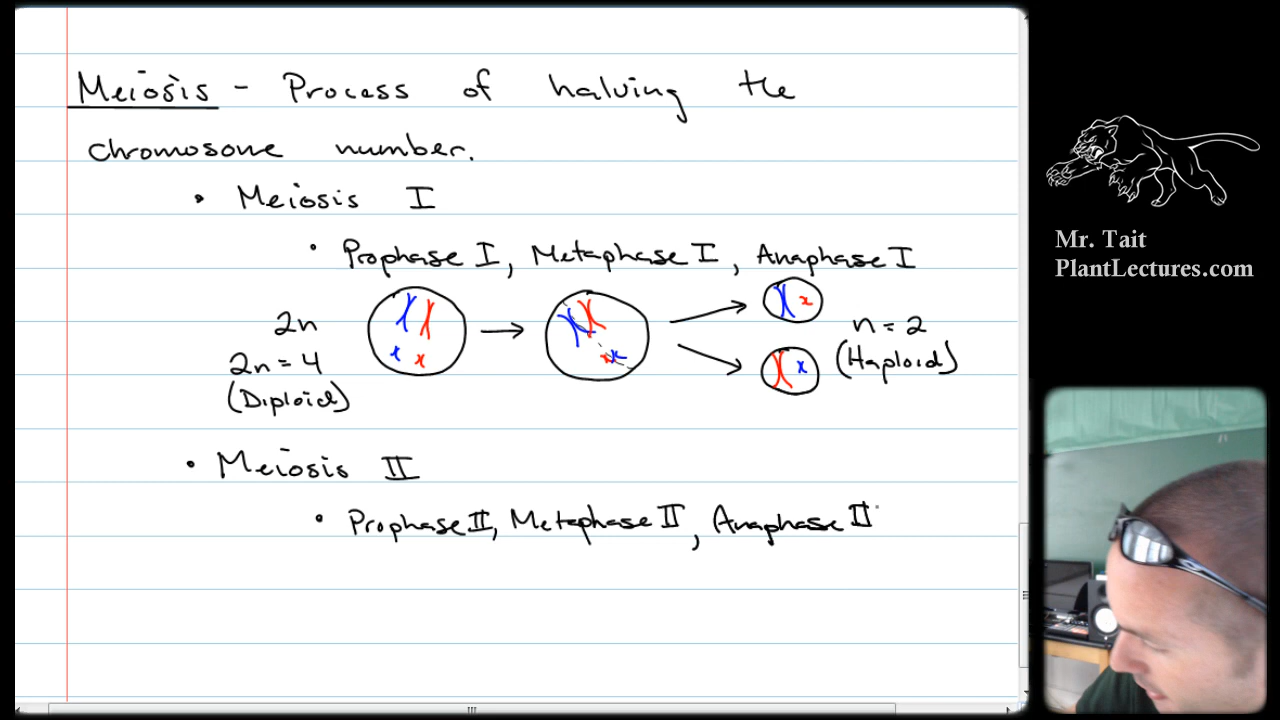 Meiosis - Process of halving the
chromosone number.
• Meiosis I
• Prophase I, Metaphase I, Anaphase I
2n
2n = 4
(Diploid)
n = 2
(Haploid)
• Meiosis II
• Prophase II, Metaphase II, Anaphase II
Mr. Tait
PlantLectures.com